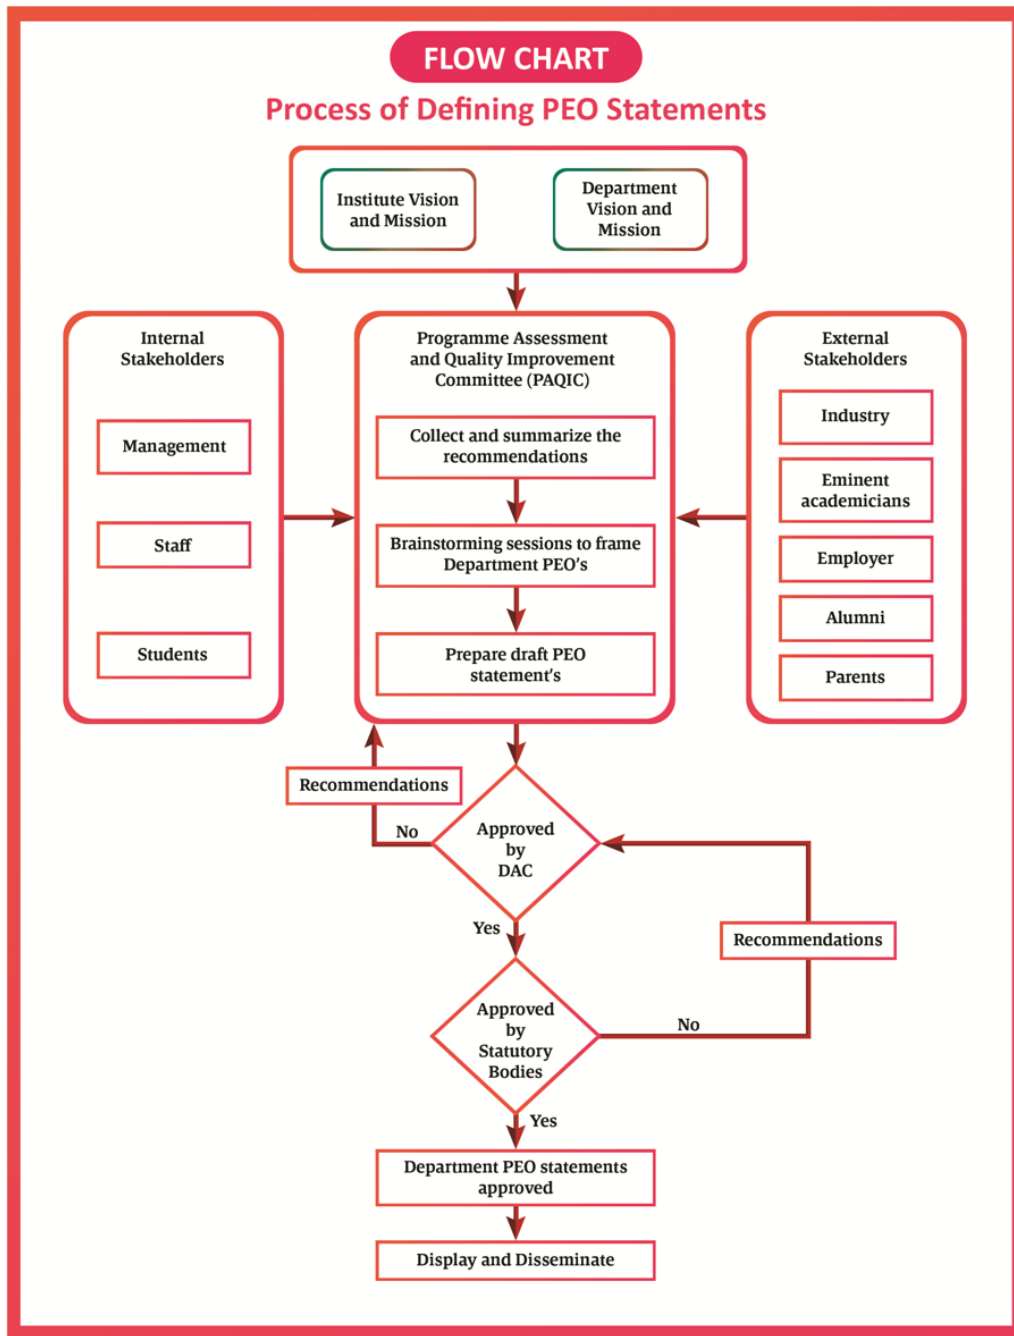 FLOW CHART
Process of Defining PEO Statements
Institute Vision
and Mission
Department
Vision and
Mission
Internal
Stakeholders
Management
Staff
Students
Programme Assessment
and Quality Improvement
Committee (PAQIC)
Collect and summarize the
recommendations
Brainstorming sessions to frame
Department PEO's
Prepare draft PEO
statement's
External
Stakeholders
Industry
Eminent
academicians
Employer
Alumni
Parents
Recommendations
No
Approved
by
DAC
Yes
Recommendations
Approved
by
Statutory
Bodies
No
Yes
Department PEO statements
approved
Display and Disseminate